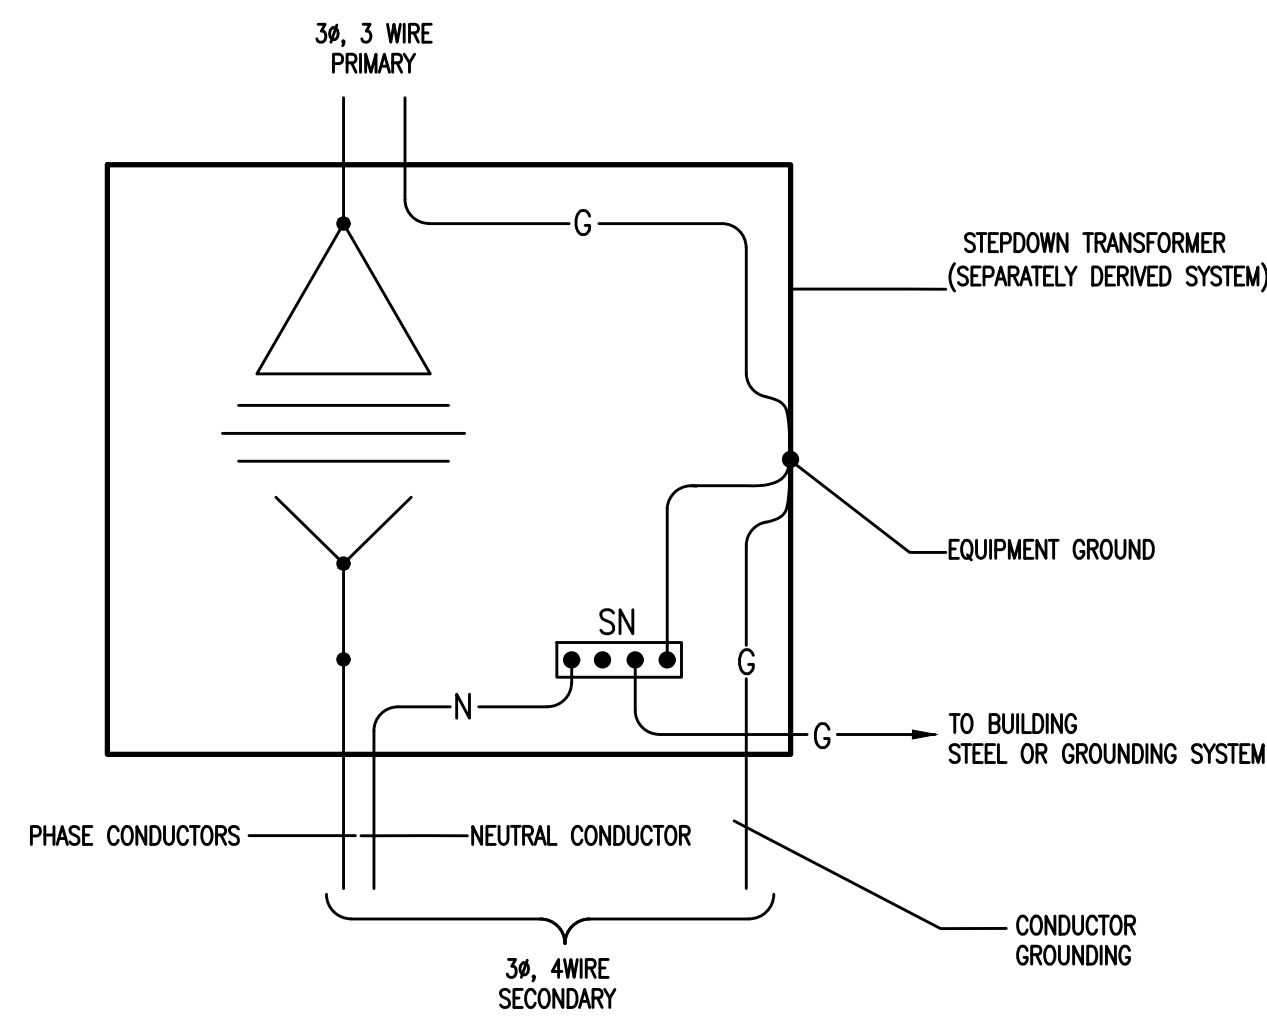 3ø, 3 WIRE
PRIMARY
G
STEPDOWN TRANSFORMER
(SEPARATELY DERIVED SYSTEM)
EQUIPMENT GROUND
SN
G
N
G
TO BUILDING
STEEL OR GROUNDING SYSTEM
PHASE CONDUCTORS
NEUTRAL CONDUCTOR
CONDUCTOR
GROUNDING
3ø, 4WIRE
SECONDARY